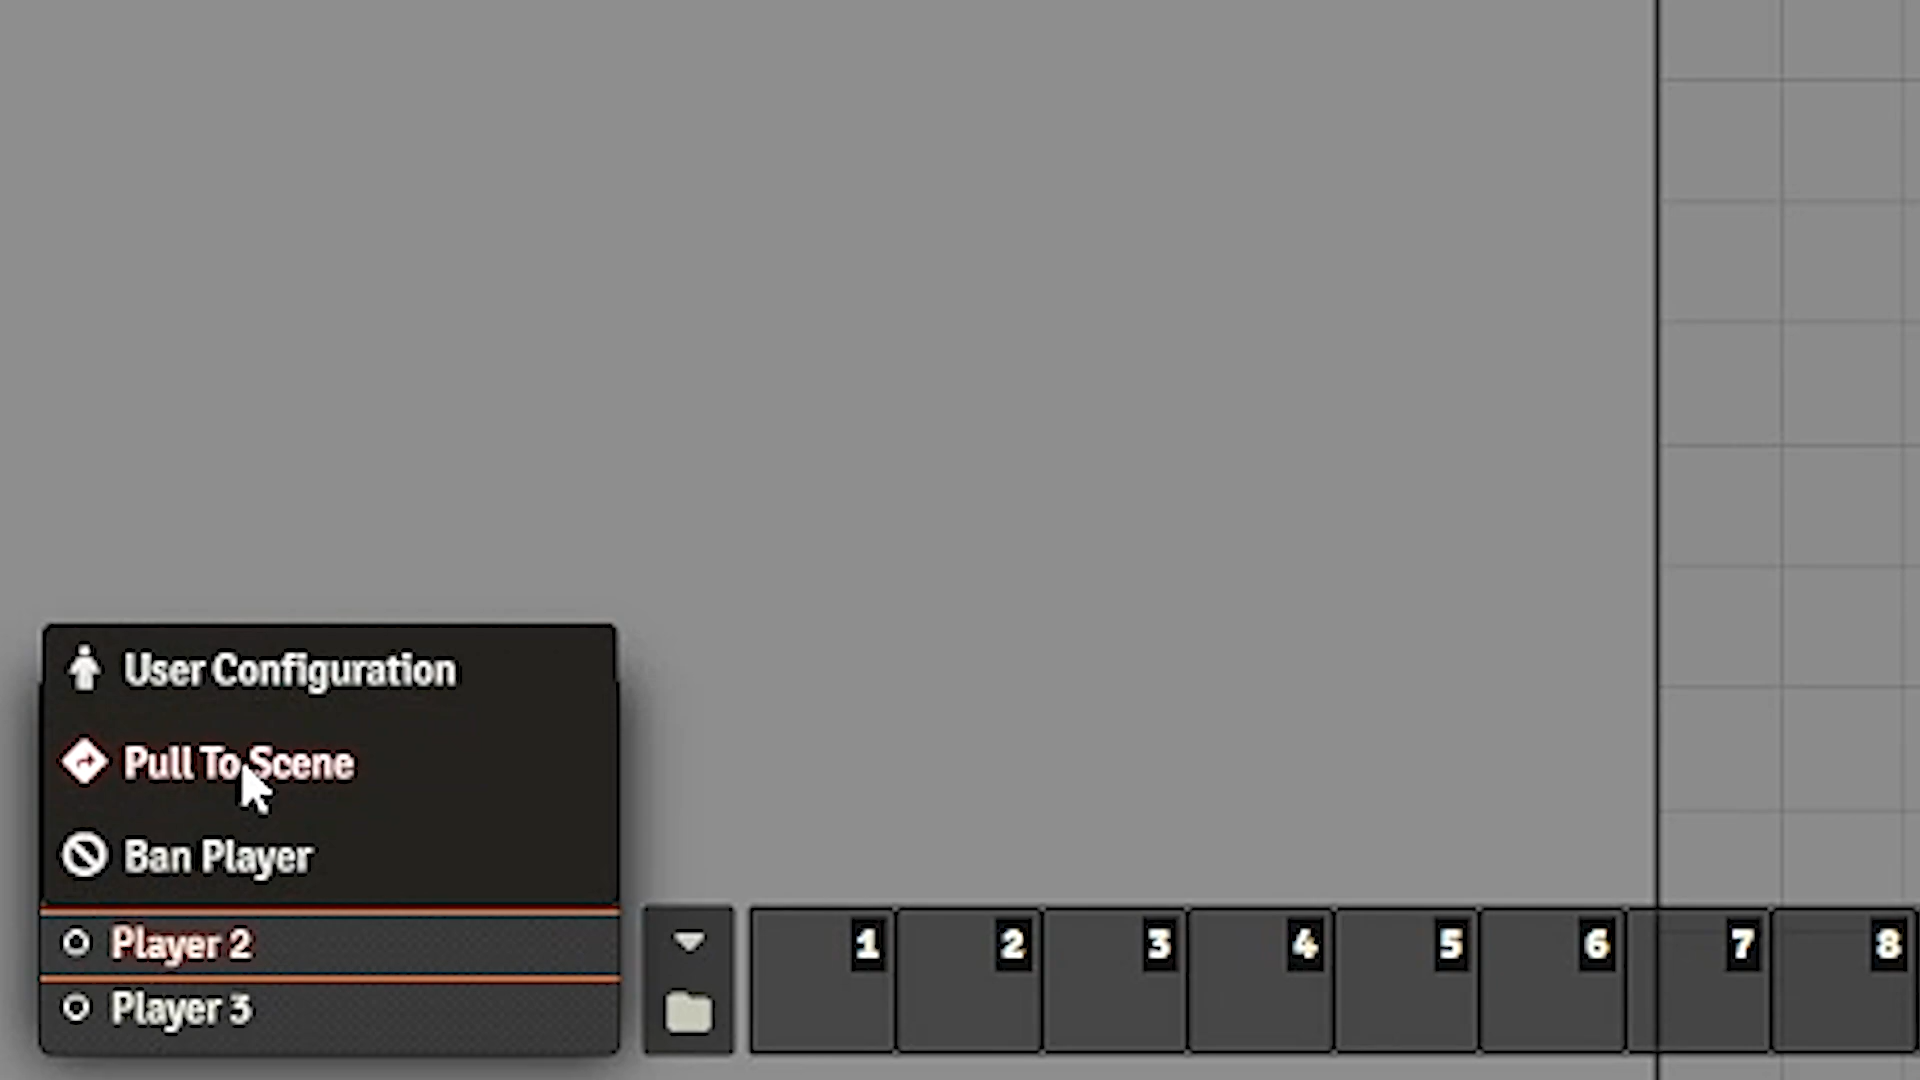 User Configuration
Pull To Scene
Ban Player
Player 2
Player 3
1 2 3 4 5 6 7 8